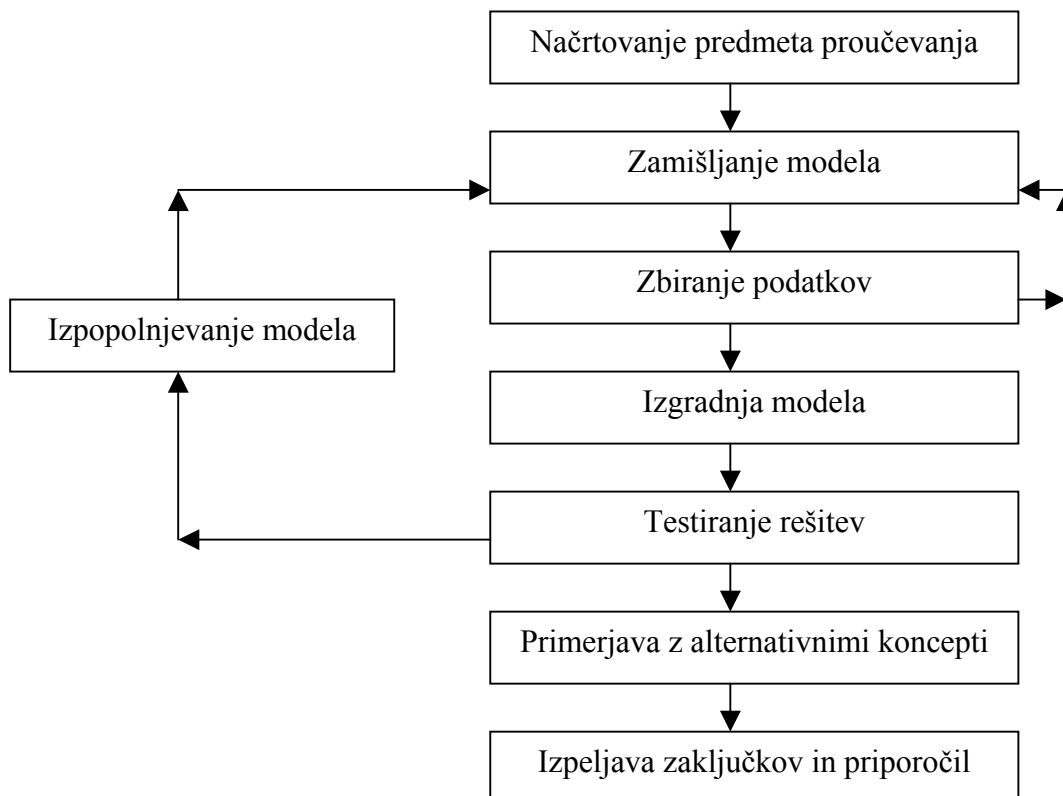 Načrtovanje predmeta proučevanja
Zamišljanje modela
Zbiranje podatkov
Izpopolnjevanje modela
Izgradnja modela
Testiranje rešitev
Primerjava z alternativnimi koncepti
Izpeljava zaključkov in priporočil